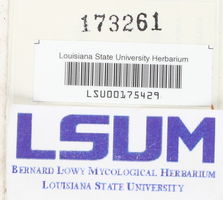 173261
Louisiana State University Herbarium
LSU00175429
LSUM
BERNARD LOWY MYCOLOGICAL HERBARIUM
LOUISIANA STATE UNIVERSITY